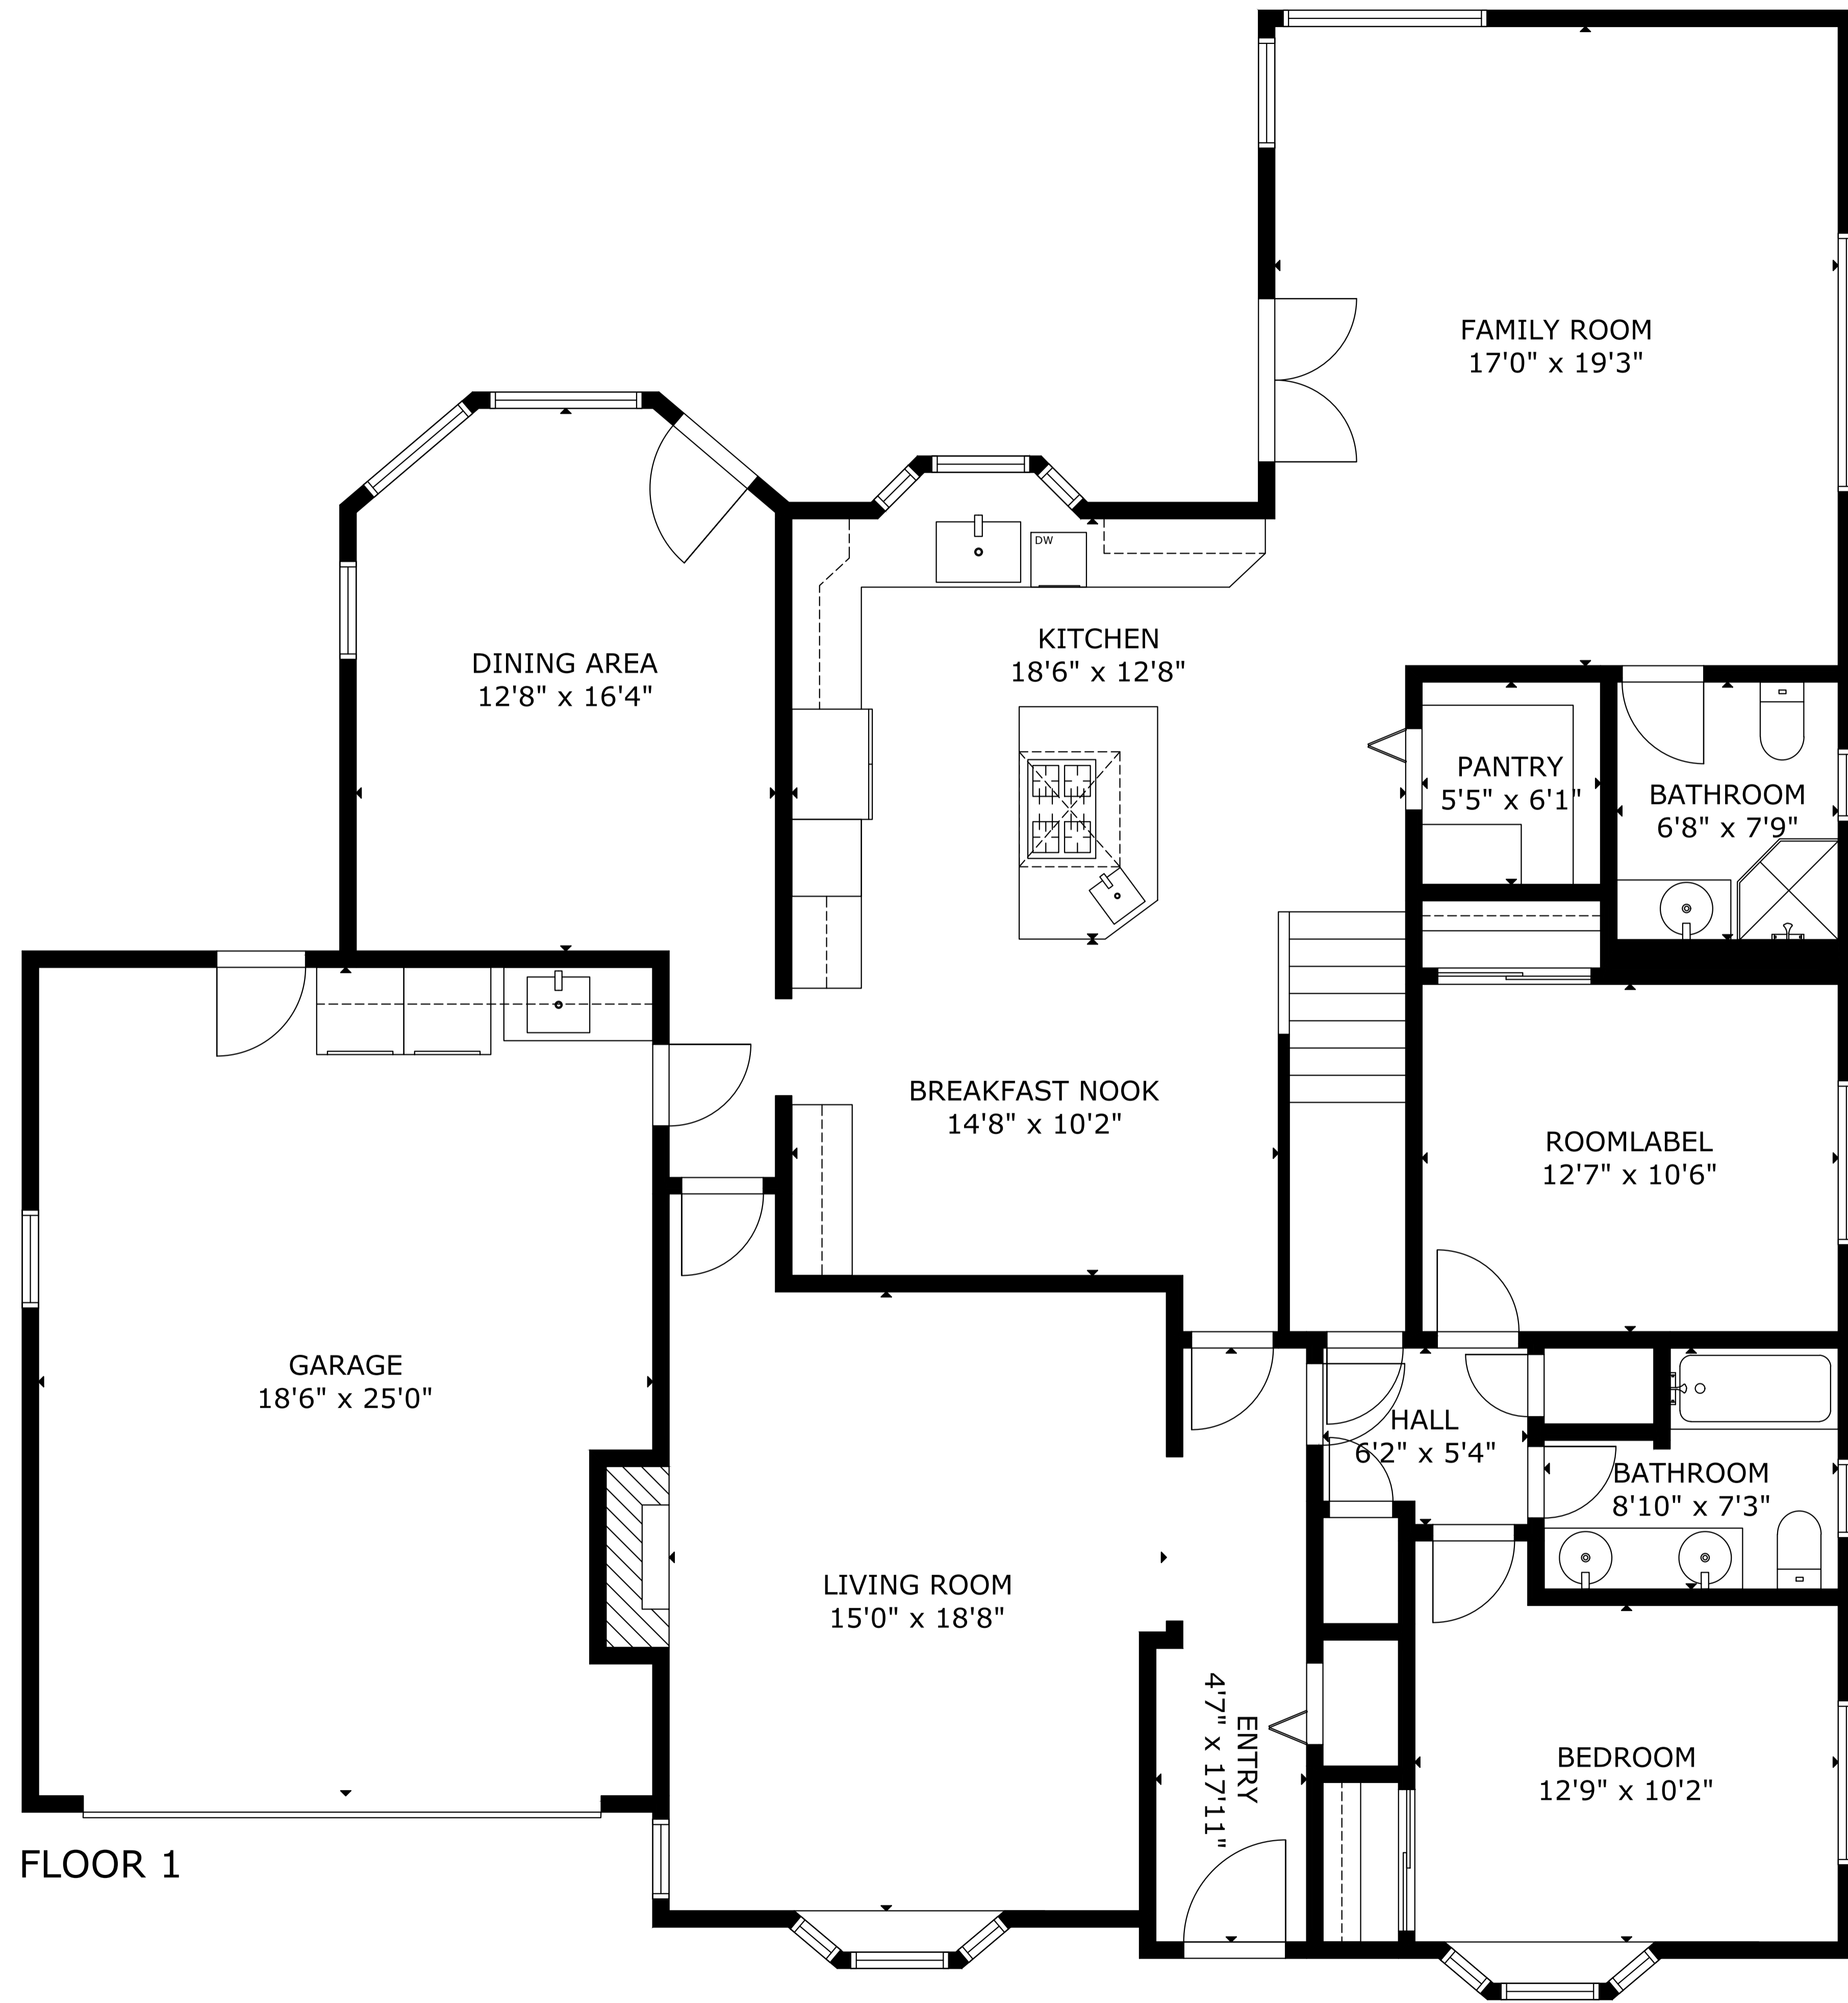 FAMILY ROOM
17'0" x 19'3"
DW
KITCHEN
18'6" x 12'8"
DINING AREA
12'8" x 16'4"
PANTRY
5'5" x 6'1"
BATHROOM
6'8" x 7'9"
BREAKFAST NOOK
14'8" x 10'2"
ROOMLABEL
12'7" x 10'6"
GARAGE
18'6" x 25'0"
HALL
6'2" x 5'4"
BATHROOM
8'10" x 7'3"
LIVING ROOM
15'0" x 18'8"
ENTRY
4'7" x 17'11"
BEDROOM
12'9" x 10'2"
FLOOR 1